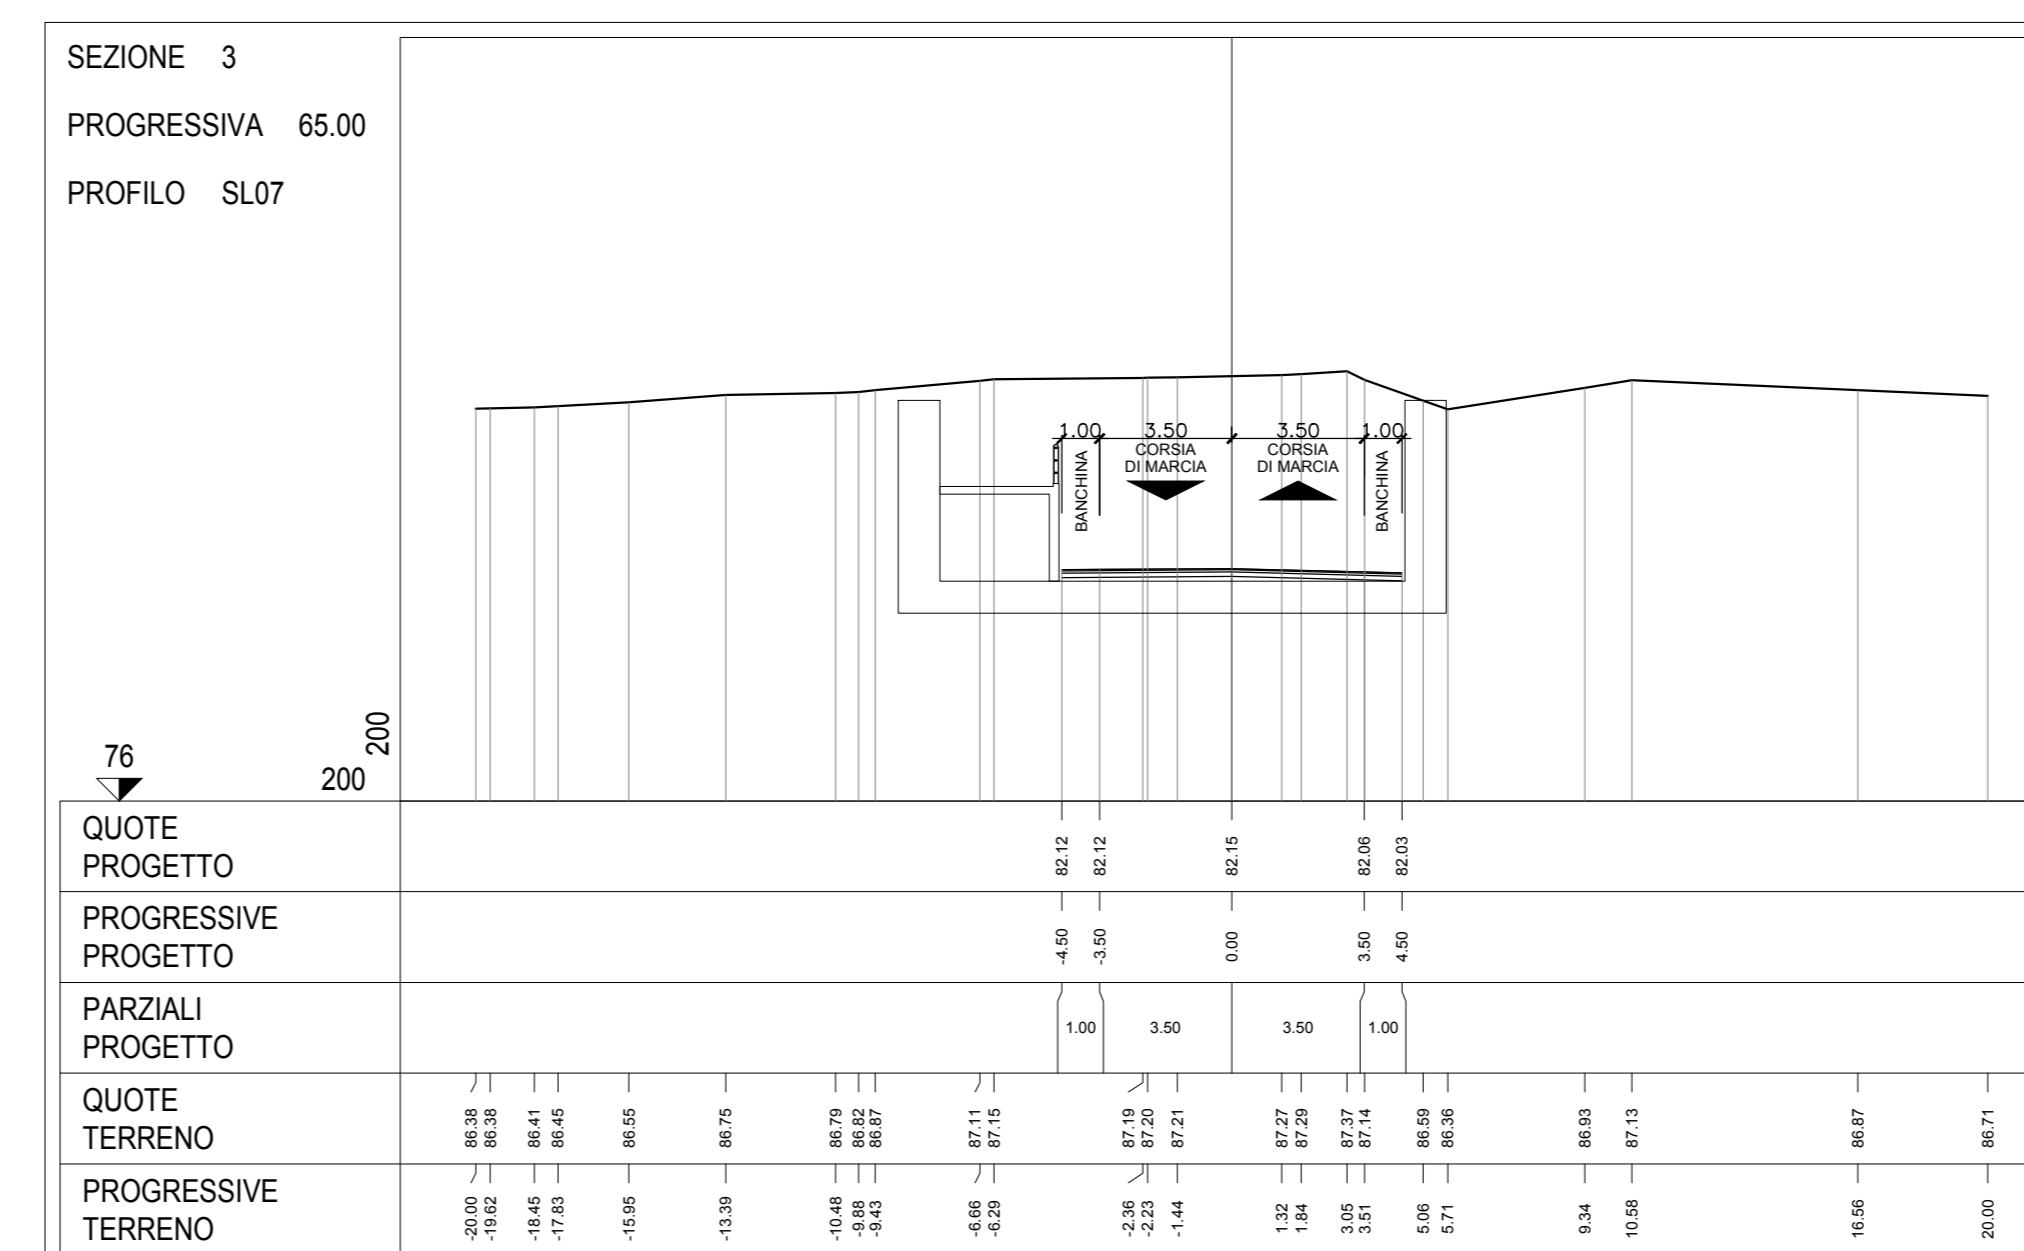 SEZIONE 3
PROGRESSIVA 65.00
PROFILO SL07
1.00 3.50 3.50 1.00
BANCHINA
CORSIA
DI MARCIA
CORSIA
DI MARCIA
BANCHINA
76
200
200
QUOTE
PROGETTO
82.12 82.12 82.15 82.06 82.03
PROGRESSIVE
PROGETTO
-4.50 -3.50 0.00 3.50 4.50
PARZIALI
PROGETTO
1.00 3.50 3.50 1.00
QUOTE
TERRENO
86.38 86.38 86.41 86.45 86.55 86.75 86.79 86.82 86.87 87.11 87.15 87.19 87.20 87.21 87.27 87.29 87.37 87.14 86.59 86.36 86.93 87.13 86.87 86.71
PROGRESSIVE
TERRENO
-20.00 -19.62 -18.45 -17.83 -15.95 -13.39 -10.48 -9.88 -9.43 -6.66 -6.29 -2.36 -2.23 -1.44 1.32 1.84 3.05 3.51 5.06 5.71 9.34 10.58 16.56 20.00